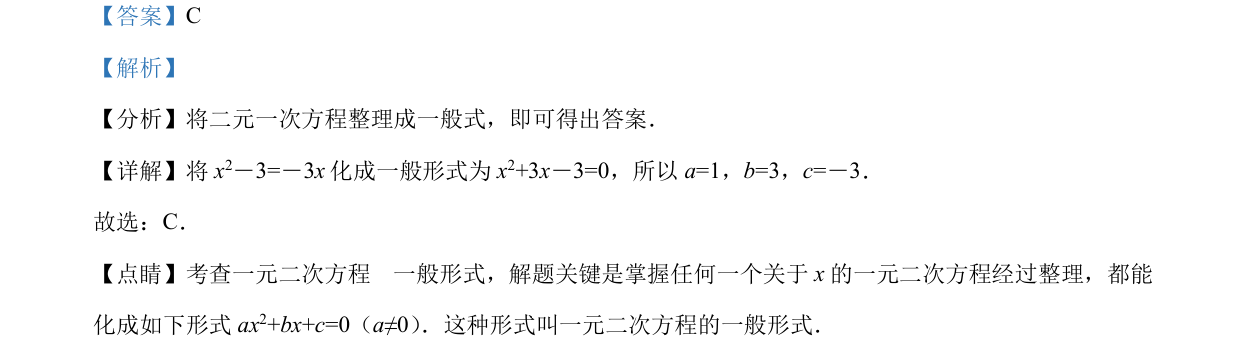 【答案】C
【解析】
【分析】将二元一次方程整理成一般式，即可得出答案．
【详解】将 x²－3=－3x 化成一般形式为 x²+3x－3=0，所以 a=1，b=3，c=－3．
故选：C．
【点睛】考查一元二次方程　一般形式，解题关键是掌握任何一个关于 x 的一元二次方程经过整理，都能
化成如下形式 ax²+bx+c=0（a≠0）．这种形式叫一元二次方程的一般形式．